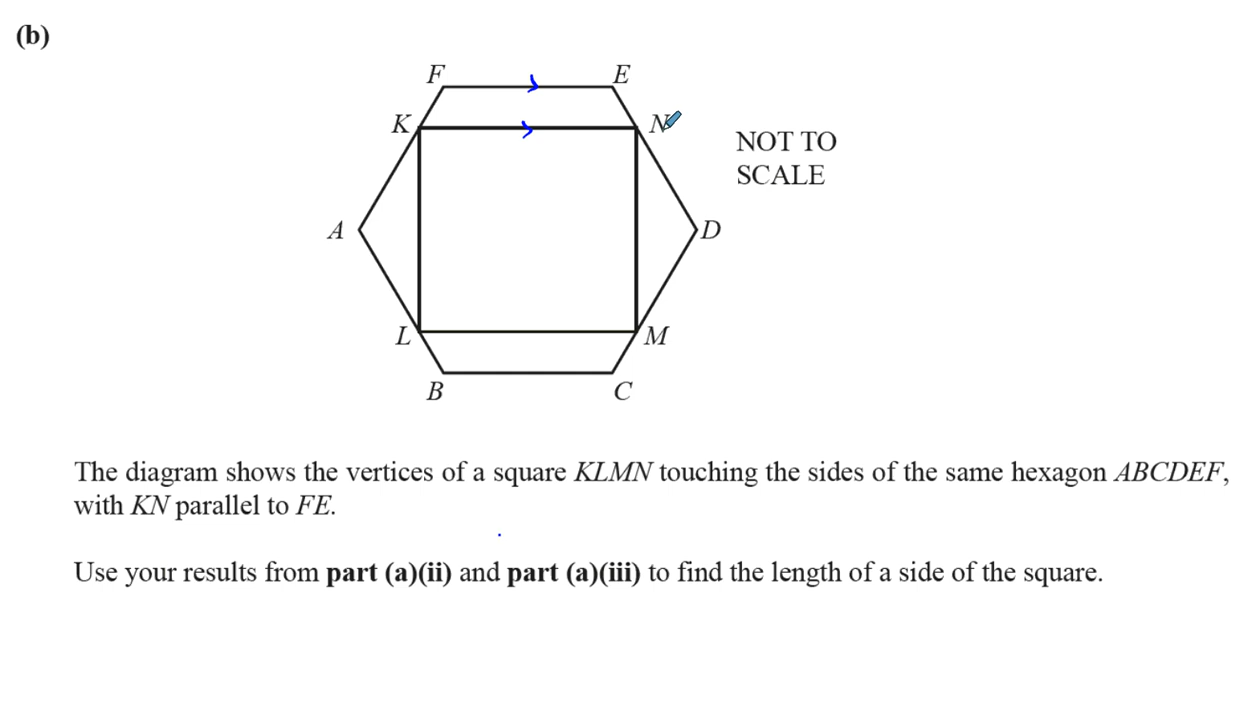 (b)
F E
K N
NOT TO
SCALE
A D
L M
B C
The diagram shows the vertices of a square KLMN touching the sides of the same hexagon ABCDEF,
with KN parallel to FE.
Use your results from part (a)(ii) and part (a)(iii) to find the length of a side of the square.